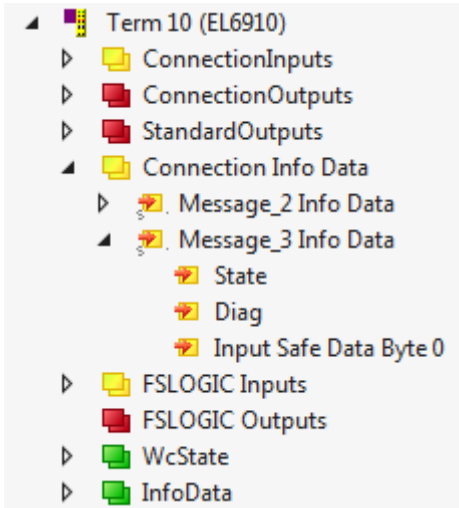 Term 10 (EL6910)
ConnectionInputs
ConnectionOutputs
StandardOutputs
Connection Info Data
Message_2 Info Data
Message_3 Info Data
State
Diag
Input Safe Data Byte 0
FSLOGIC Inputs
FSLOGIC Outputs
WcState
InfoData